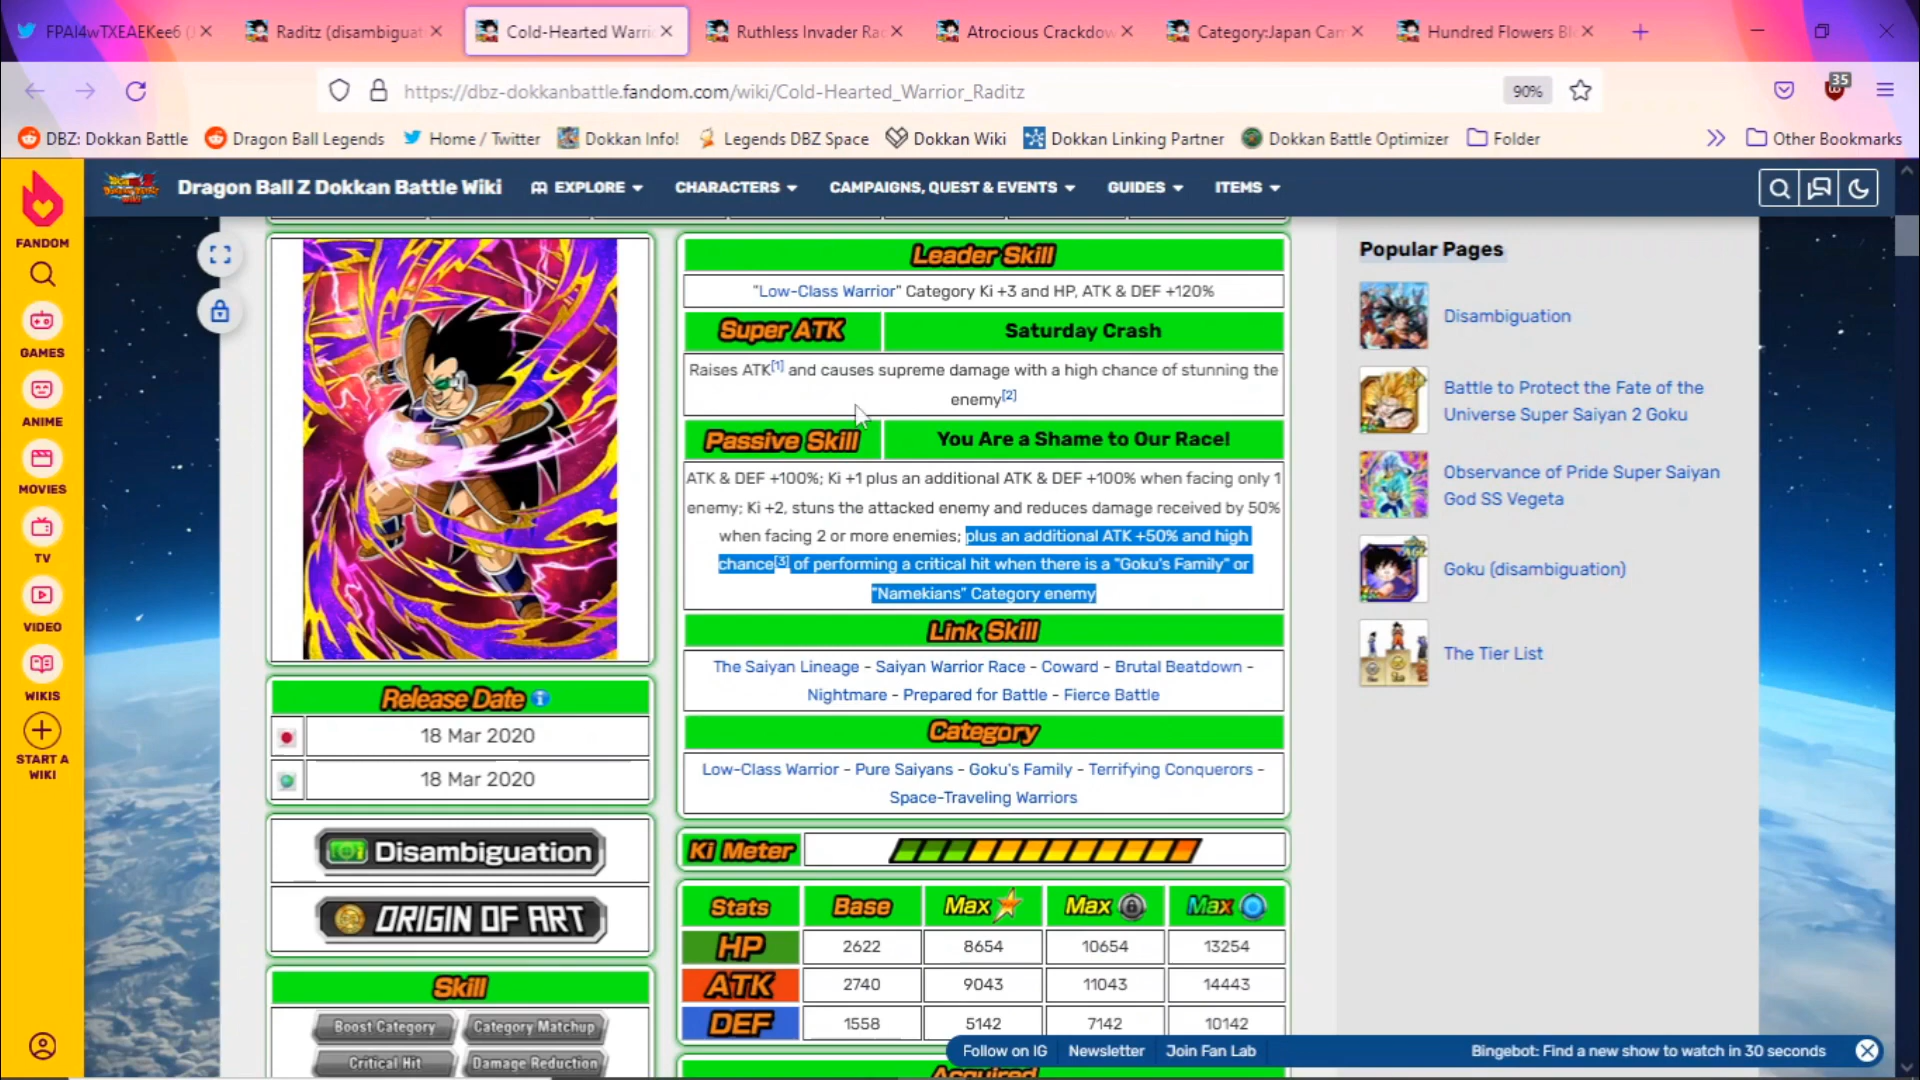 FPAI4wTXEAEKee6 (
Raditz (disambiguat
Cold-Hearted Warri
Ruthless Invader Ra
Atrocious Crackdow
Category:Japan Can
Hundred Flowers Bl
https://dbz-dokkanbattle.fandom.com/wiki/Cold-Hearted_Warrior_Raditz
90%
35
DBZ: Dokkan Battle
Dragon Ball Legends
Home / Twitter
Dokkan Info!
Legends DBZ Space
Dokkan Wiki
Dokkan Linking Partner
Dokkan Battle Optimizer
Folder
Other Bookmarks
Dragon Ball Z Dokkan Battle Wiki
EXPLORE
CHARACTERS
CAMPAIGNS, QUEST & EVENTS
GUIDES
ITEMS
FANDOM
GAMES
ANIME
MOVIES
TV
VIDEO
WIKIS
START A
WIKI
Leader Skill
"Low-Class Warrior" Category Ki +3 and HP, ATK & DEF +120%
Super ATK
Saturday Crash
Raises ATK[1] and causes supreme damage with a high chance of stunning the
enemy[2]
Passive Skill
You Are a Shame to Our Race!
ATK & DEF +100%; Ki +1 plus an additional ATK & DEF +100% when facing only 1
enemy; Ki +2, stuns the attacked enemy and reduces damage received by 50%
when facing 2 or more enemies; plus an additional ATK +50% and high
chance[3] of performing a critical hit when there is a "Goku's Family" or
"Namekians" Category enemy
Link Skill
The Saiyan Lineage - Saiyan Warrior Race - Coward - Brutal Beatdown -
Nightmare - Prepared for Battle - Fierce Battle
Category
Low-Class Warrior - Pure Saiyans - Goku's Family - Terrifying Conquerors -
Space-Traveling Warriors
Ki Meter
Stats Base Max Max Max
HP 2622 8654 10654 13254
ATK 2740 9043 11043 14443
DEF 1558 5142 7142 10142
Acquired
Release Date
18 Mar 2020
18 Mar 2020
Disambiguation
ORIGIN OF ART
Skill
Boost Category
Category Matchup
Critical Hit
Damage Reduction
Popular Pages
Disambiguation
Battle to Protect the Fate of the
Universe Super Saiyan 2 Goku
Observance of Pride Super Saiyan
God SS Vegeta
Goku (disambiguation)
The Tier List
Follow on IG
Newsletter
Join Fan Lab
Bingebot: Find a new show to watch in 30 seconds